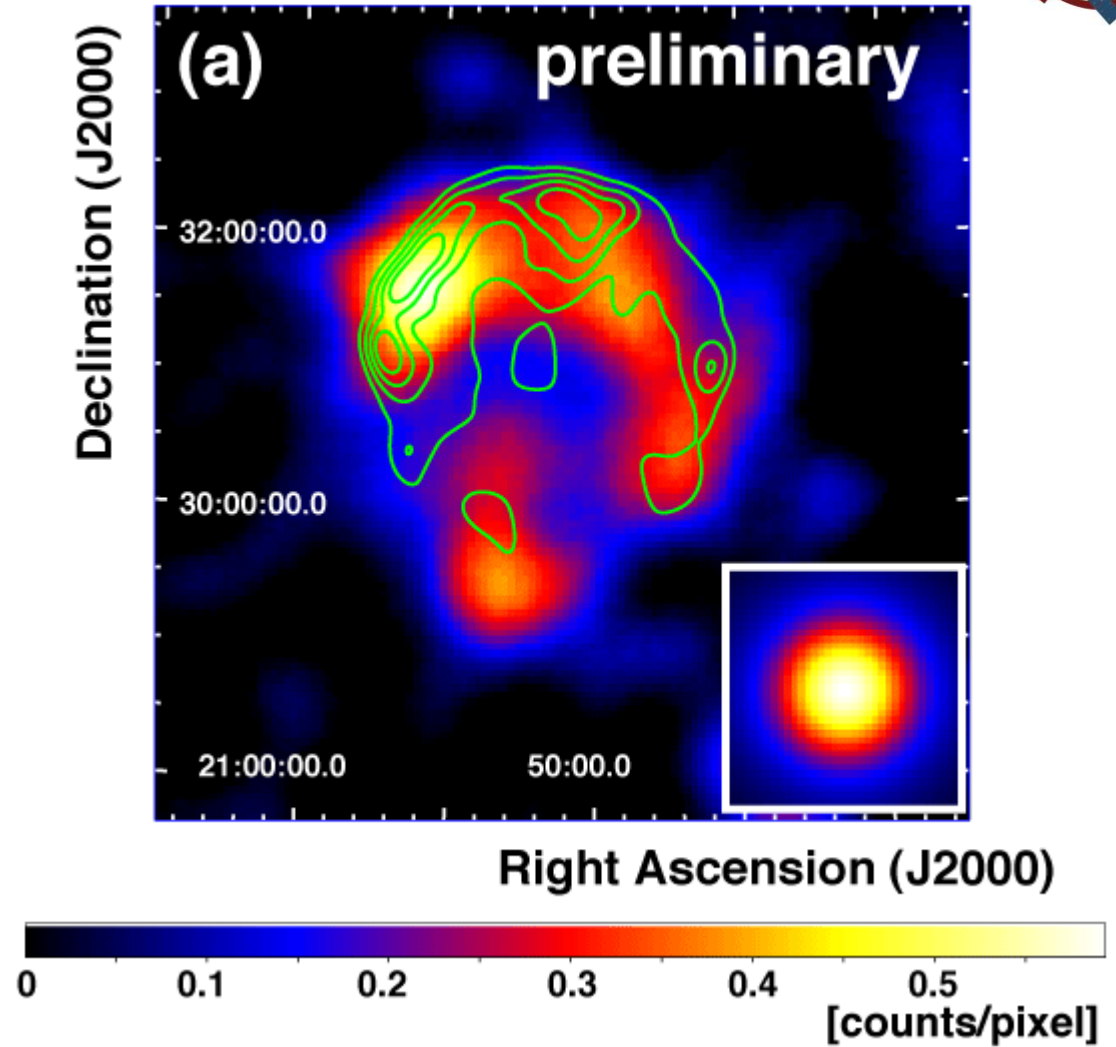 (a) preliminary
Declination (J2000)
32:00:00.0
30:00:00.0
21:00:00.0 50:00.0
Right Ascension (J2000)
0 0.1 0.2 0.3 0.4 0.5
[counts/pixel]